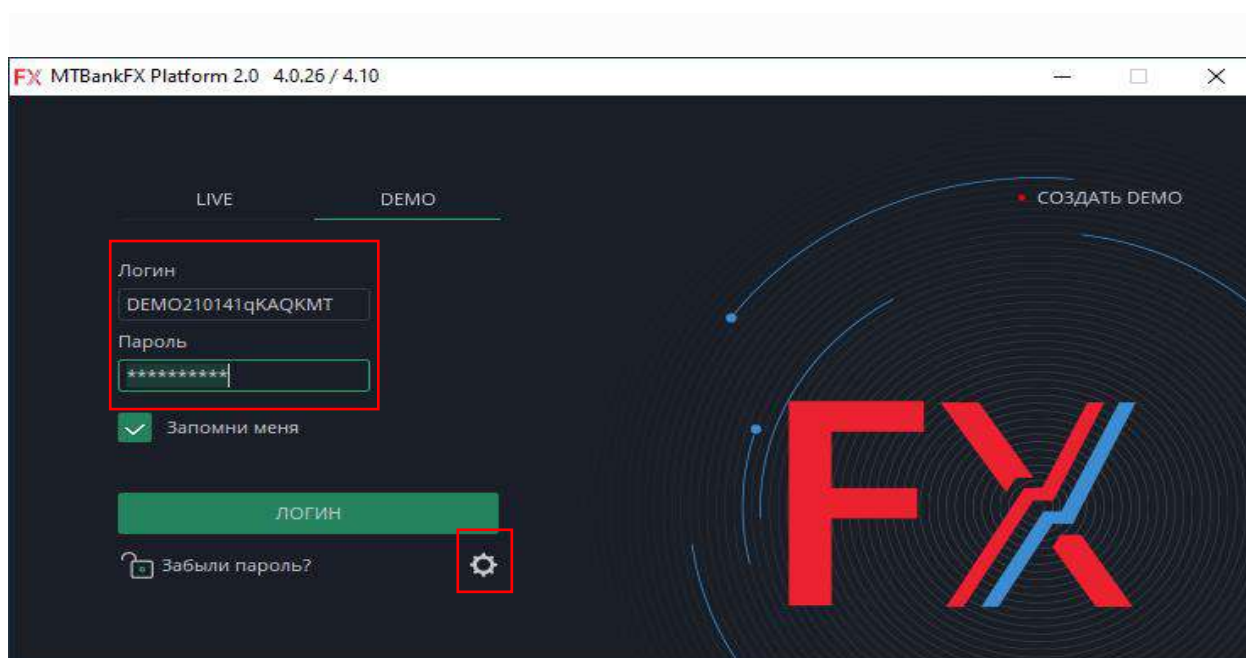 FX MTBankFX Platform 2.0 4.0.26 / 4.10
LIVE DEMO
СОЗДАТЬ DEMO
Логин
DEMO210141qKAQKMT
Пароль
**********
Запомни меня
ЛОГИН
Забыли пароль?
FX